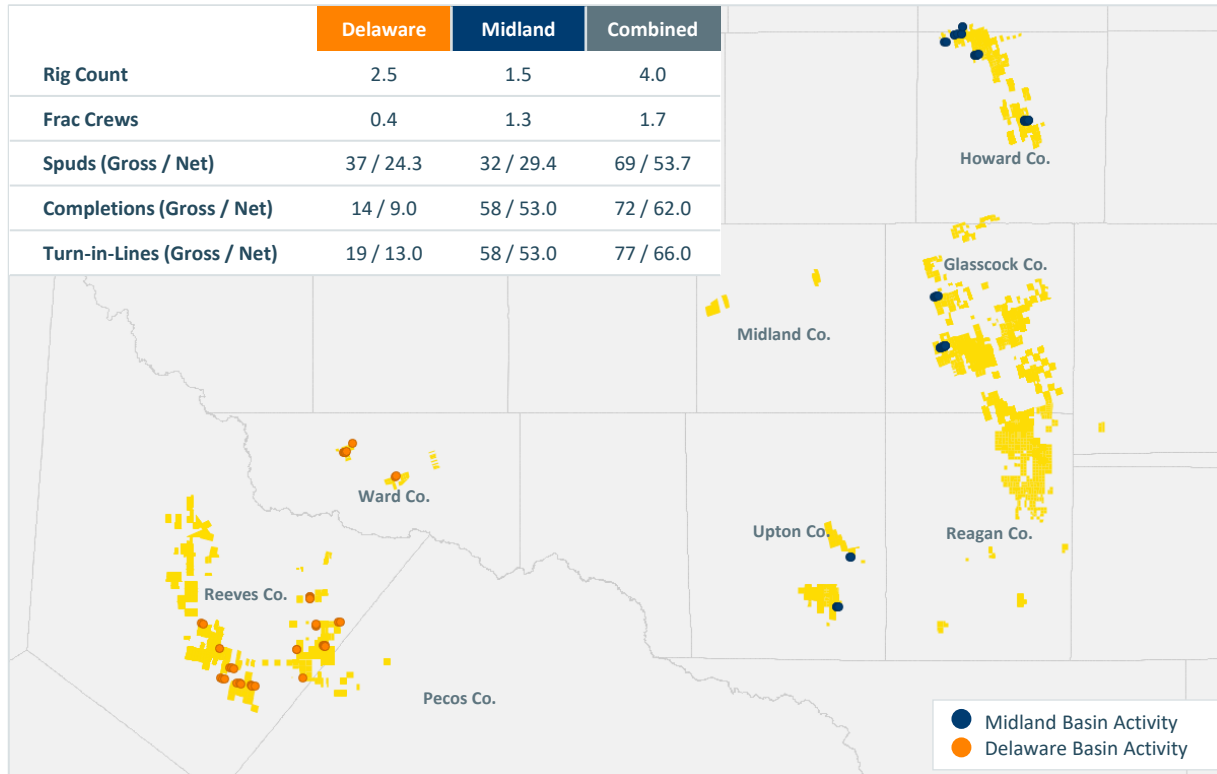 Delaware Midland Combined
Rig Count 2.5 1.5 4.0
Frac Crews 0.4 1.3 1.7
Spuds (Gross / Net) 37 / 24.3 32 / 29.4 69 / 53.7
Completions (Gross / Net) 14 / 9.0 58 / 53.0 72 / 62.0
Turn-in-Lines (Gross / Net) 19 / 13.0 58 / 53.0 77 / 66.0
Howard Co.
Glasscock Co.
Midland Co.
Ward Co.
Upton Co.
Reagan Co.
Reeves Co.
Pecos Co.
Midland Basin Activity
Delaware Basin Activity